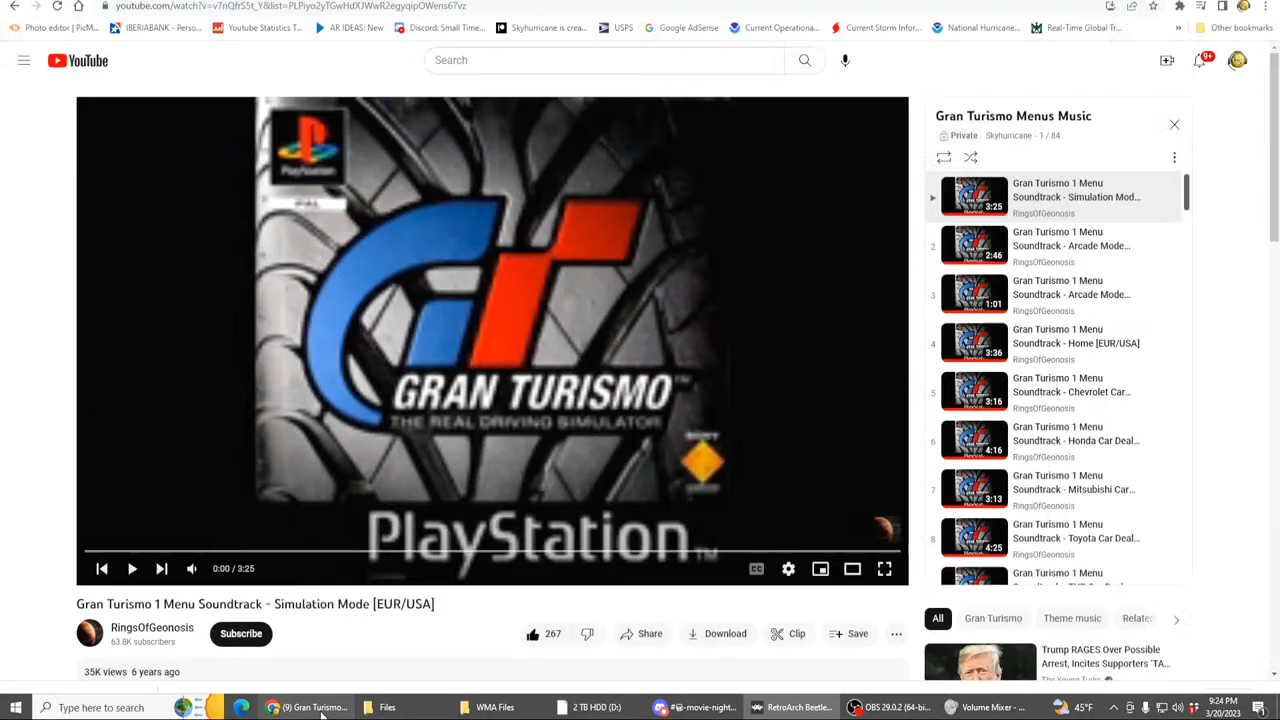 youtube.com/watch?v=v7nQfrS5t_Y&list=PLPiyo2yTGwHdXJWwR2egyqipOWens67vz
Photo editor | PicM...
IBERIABANK - Perso...
Youtube Statistics T...
AR IDEAS: New
Discord: Small Time...
Skyhurricane is crea...
USPS
Google AdSense
Current Operationa...
Current Storm Infor...
National Hurricane...
Real-Time Global Tr...
»
Other bookmarks
YouTube
Search
9+
PlayStation
GRAN TURISMO
THE REAL DRIVING SIMULATOR
PlayStation
0:00 / 3:25
CC
Gran Turismo 1 Menu Soundtrack - Simulation Mode [EUR/USA]
RingsOfGeonosis
63.8K subscribers
Subscribe
267
Share
Download
Clip
Save
35K views 6 years ago
Gran Turismo Menus Music
Private
Skyhurricane - 1 / 84
3:25
Gran Turismo 1 Menu
Soundtrack - Simulation Mod...
RingsOfGeonosis
2
2:46
Gran Turismo 1 Menu
Soundtrack - Arcade Mode...
RingsOfGeonosis
3
1:01
Gran Turismo 1 Menu
Soundtrack - Arcade Mode...
RingsOfGeonosis
4
3:36
Gran Turismo 1 Menu
Soundtrack - Home [EUR/USA]
RingsOfGeonosis
5
3:16
Gran Turismo 1 Menu
Soundtrack - Chevrolet Car...
RingsOfGeonosis
6
4:16
Gran Turismo 1 Menu
Soundtrack - Honda Car Deal...
RingsOfGeonosis
7
3:13
Gran Turismo 1 Menu
Soundtrack - Mitsubishi Car...
RingsOfGeonosis
8
4:25
Gran Turismo 1 Menu
Soundtrack - Toyota Car Deal...
RingsOfGeonosis
Gran Turismo 1 Menu
All
Gran Turismo
Theme music
Related
Trump RAGES Over Possible
Arrest, Incites Supporters 'TA...
The Young Turks
Type here to search
(9) Gran Turismo...
Files
WMA Files
2 TB HDD (D:)
#@-movie-night...
RetroArch Beetle...
OBS 29.0.2 (64-bi...
Volume Mixer - ...
45°F
9:24 PM
3/20/2023